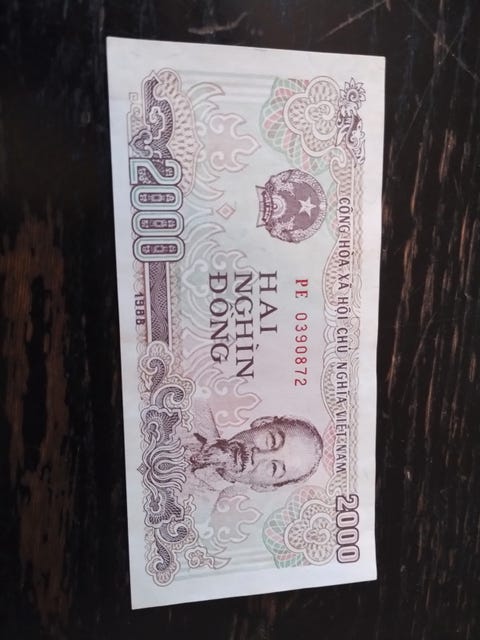 CỘNG HÒA XÃ HỘI CHỦ NGHĨA VIỆT NAM
2000
PE 0390872
HAI
NGHÌN
ĐỒNG
2000
1988